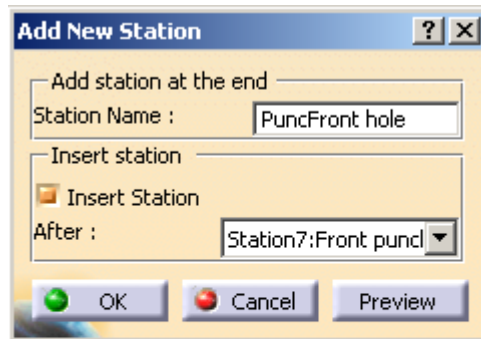 Add New Station
Add station at the end
Station Name :
PuncFront hole
Insert station
Insert Station
After :
Station7:Front puncl
OK
Cancel
Preview